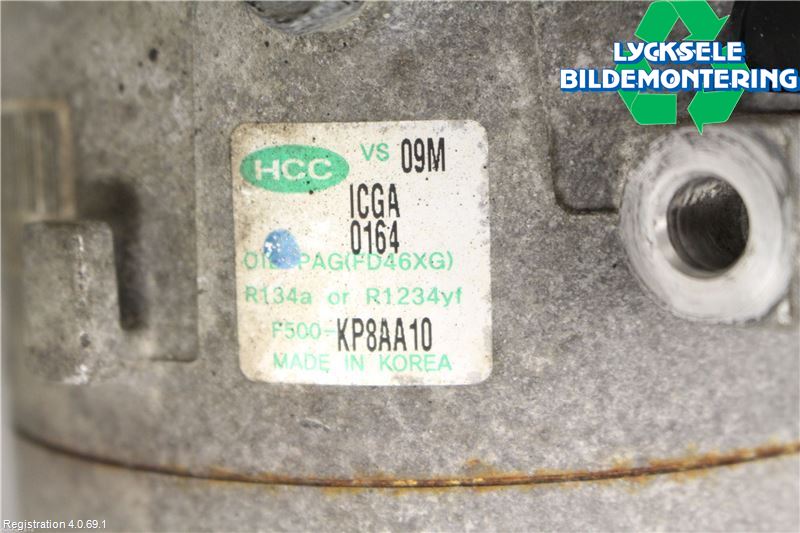 LYCKSELE
BILDEMONTERING
HCC VS 09M
ICGA
0164
OIL PAG(FD46XG)
R134a or R1234yf
F500-KP8AA10
MADE IN KOREA
Registration 4.0.69.1